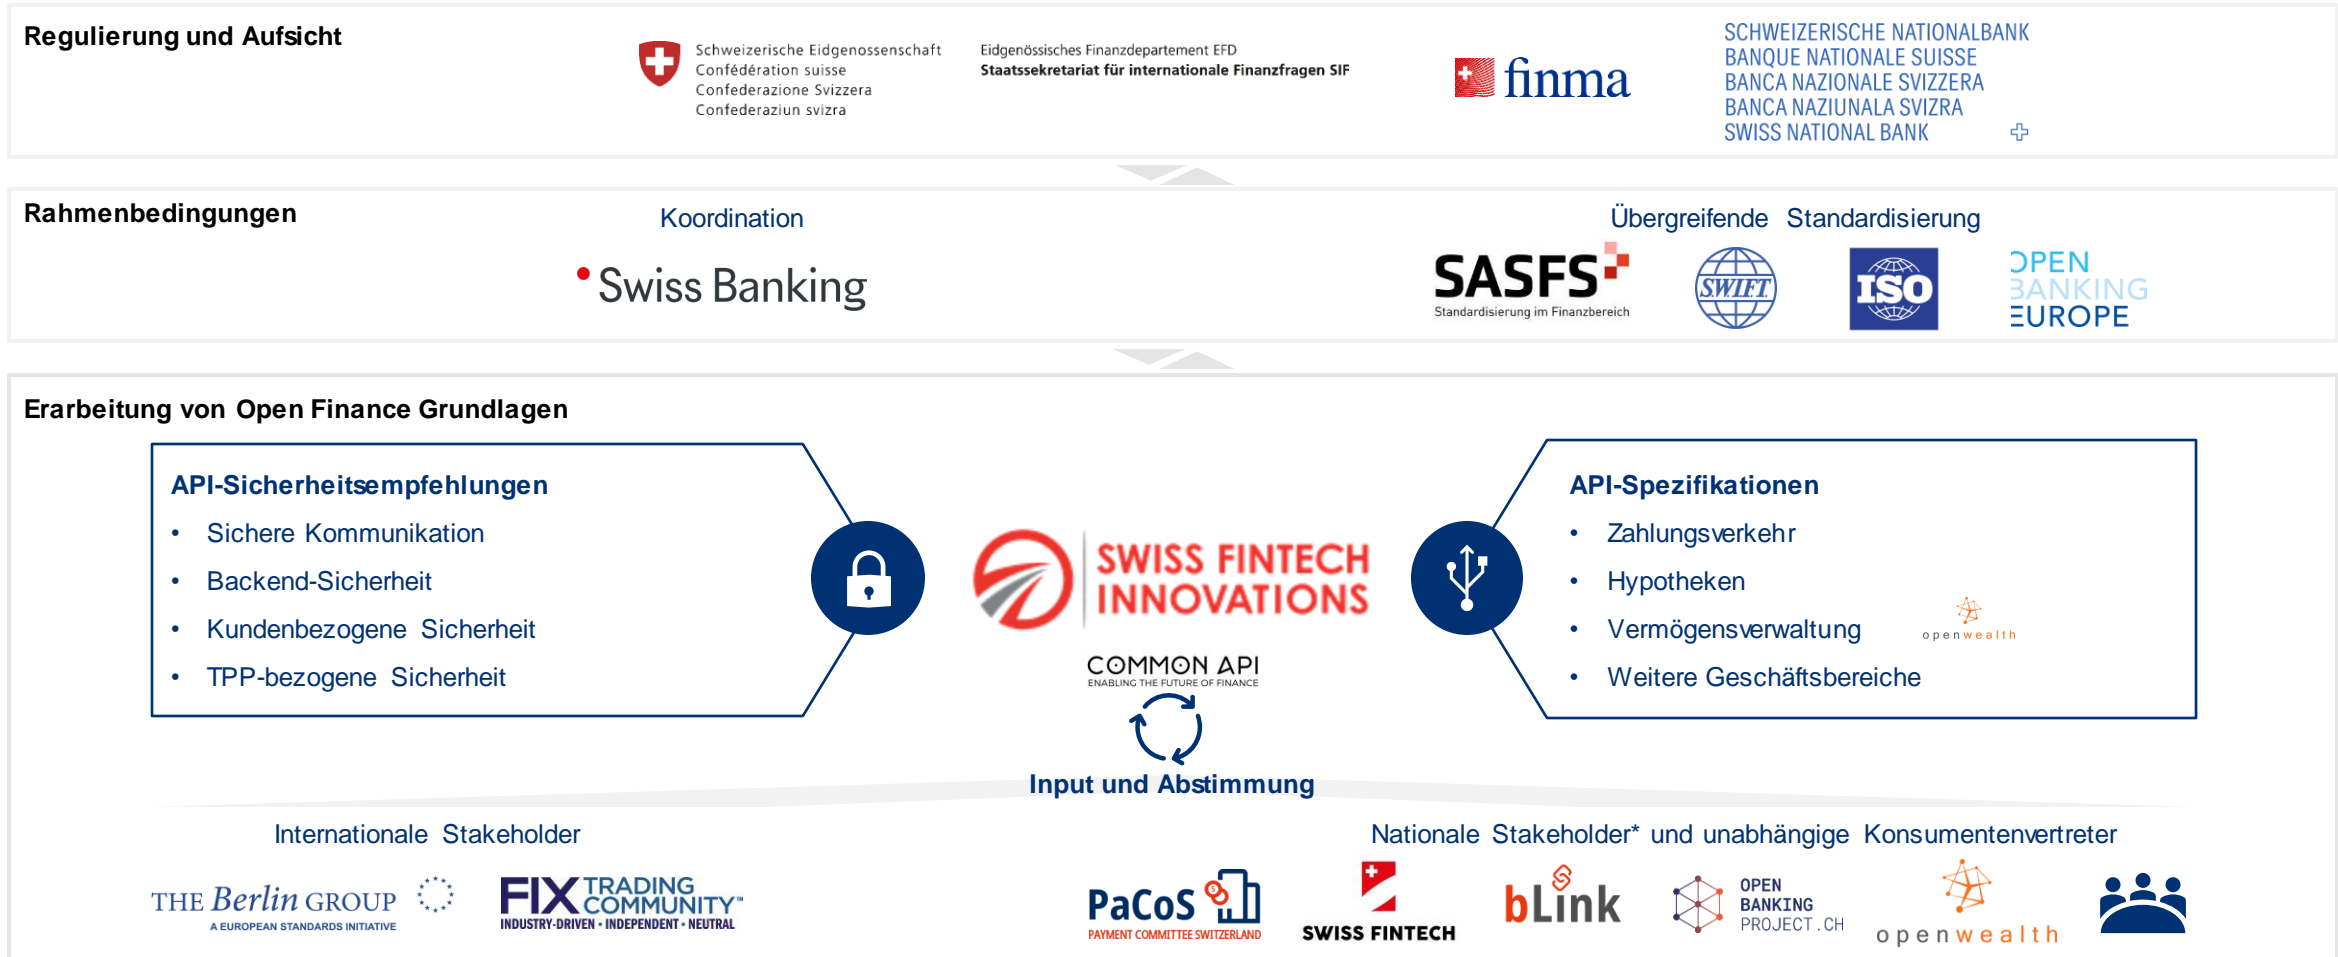 Regulierung und Aufsicht
Schweizerische Eidgenossenschaft
Confédération suisse
Confederazione Svizzera
Confederaziun svizra
Eidgenössisches Finanzdepartement EFD
Staatssekretariat für internationale Finanzfragen SIF
finma
SCHWEIZERISCHE NATIONALBANK
BANQUE NATIONALE SUISSE
BANCA NAZIONALE SVIZZERA
BANCA NAZIUNALA SVIZRA
SWISS NATIONAL BANK
Rahmenbedingungen
Koordination
Swiss Banking
Übergreifende Standardisierung
SASFS
Standardisierung im Finanzbereich
SWIFT
ISO
OPEN
BANKING
EUROPE
Erarbeitung von Open Finance Grundlagen
API-Sicherheitsempfehlungen
• Sichere Kommunikation
• Backend-Sicherheit
• Kundenbezogene Sicherheit
• TPP-bezogene Sicherheit
SWISS FINTECH
INNOVATIONS
COMMON API
ENABLING THE FUTURE OF FINANCE
API-Spezifikationen
• Zahlungsverkehr
• Hypotheken
• Vermögensverwaltung
openwealth
• Weitere Geschäftsbereiche
Input und Abstimmung
Internationale Stakeholder
THE Berlin GROUP
A EUROPEAN STANDARDS INITIATIVE
FIX TRADING
COMMUNITY™
INDUSTRY-DRIVEN • INDEPENDENT • NEUTRAL
Nationale Stakeholder* und unabhängige Konsumentenvertreter
PaCoS
PAYMENT COMMITTEE SWITZERLAND
SWISS FINTECH
bLink
OPEN
BANKING
PROJECT.CH
openwealth